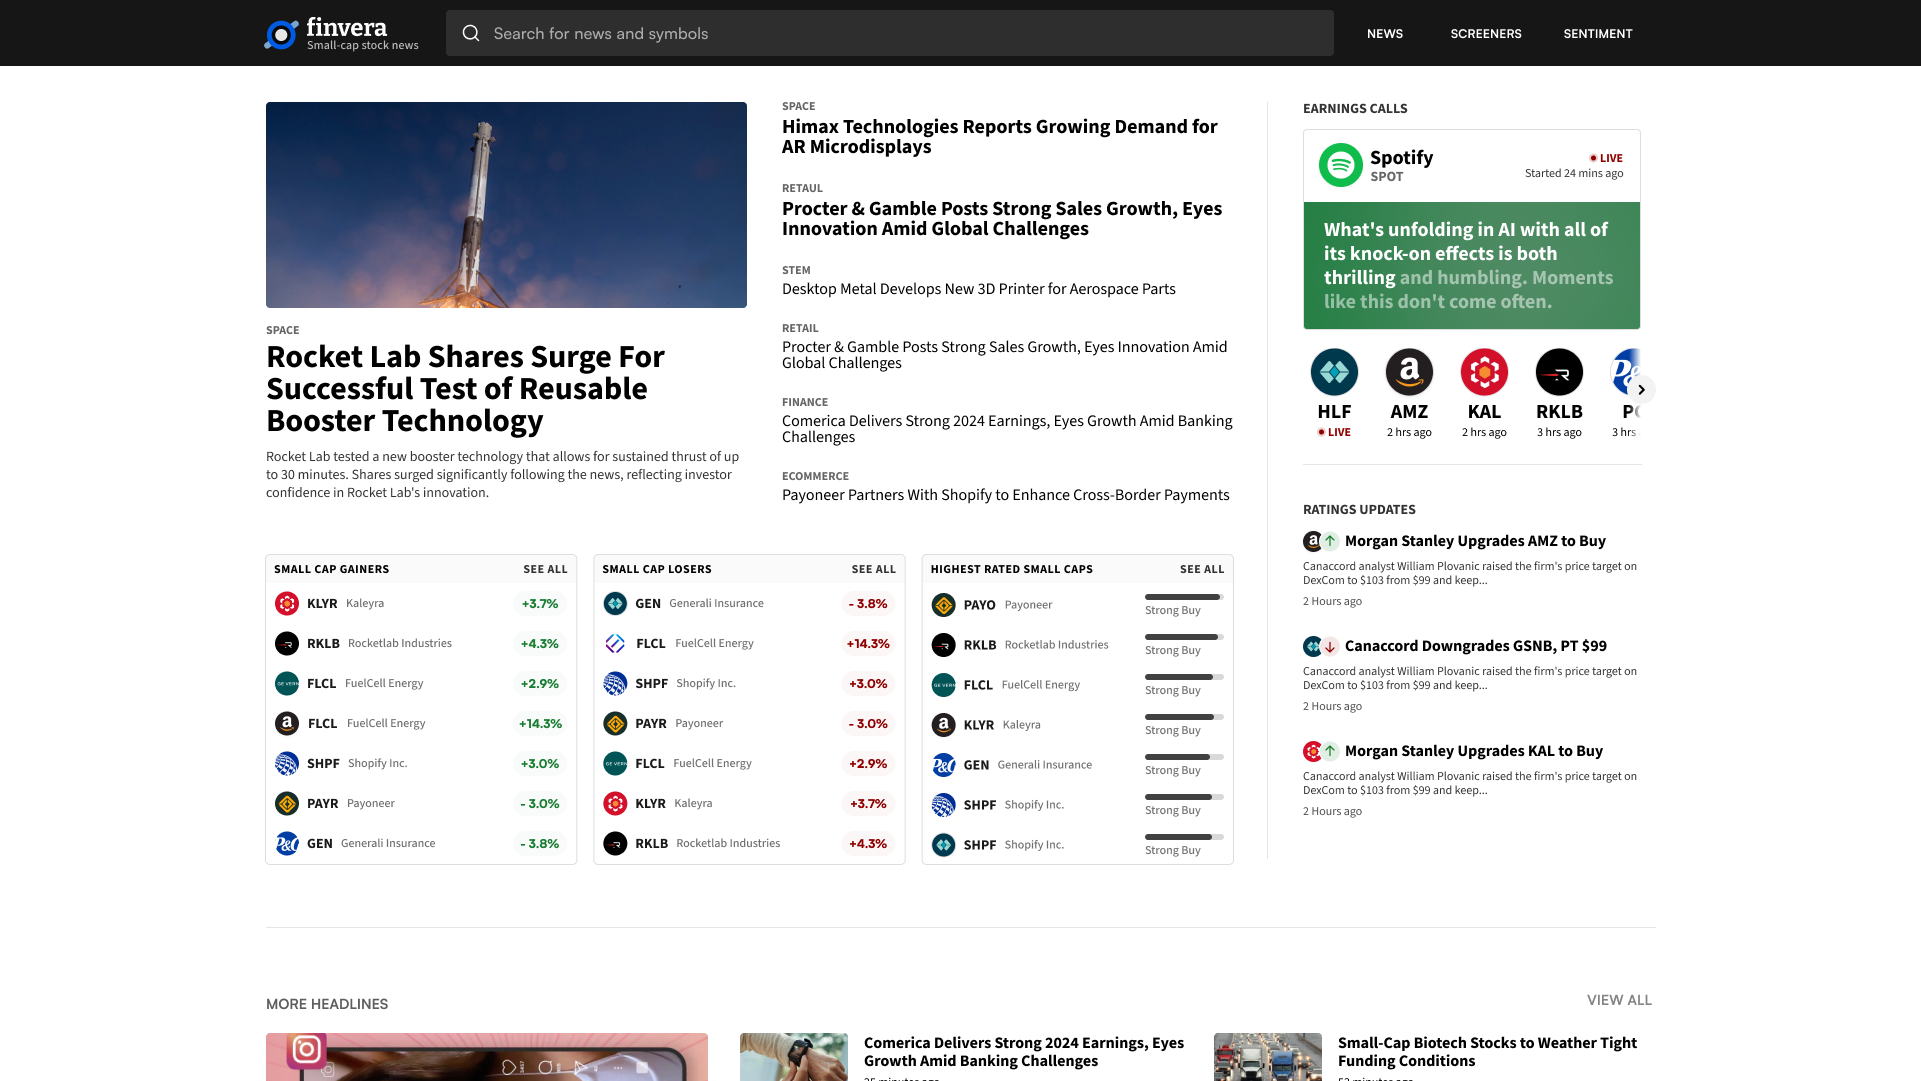 finvera
Small-cap stock news
Search for news and symbols
NEWS
SCREENERS
SENTIMENT
SPACE
Rocket Lab Shares Surge For
Successful Test of Reusable
Booster Technology
Rocket Lab tested a new booster technology that allows for sustained thrust of up
to 30 minutes. Shares surged significantly following the news, reflecting investor
confidence in Rocket Lab's innovation.
SPACE
Himax Technologies Reports Growing Demand for
AR Microdisplays
RETAUL
Procter & Gamble Posts Strong Sales Growth, Eyes
Innovation Amid Global Challenges
STEM
Desktop Metal Develops New 3D Printer for Aerospace Parts
RETAIL
Procter & Gamble Posts Strong Sales Growth, Eyes Innovation Amid
Global Challenges
FINANCE
Comerica Delivers Strong 2024 Earnings, Eyes Growth Amid Banking
Challenges
ECOMMERCE
Payoneer Partners With Shopify to Enhance Cross-Border Payments
EARNINGS CALLS
Spotify
SPOT
LIVE
Started 24 mins ago
What's unfolding in AI with all of
its knock-on effects is both
thrilling and humbling. Moments
like this don't come often.
HLF
LIVE
AMZ
2 hrs ago
KAL
2 hrs ago
RKLB
3 hrs ago
3 hrs
RATINGS UPDATES
Morgan Stanley Upgrades AMZ to Buy
Canaccord analyst William Plovanic raised the firm's price target on
DexCom to $103 from $99 and keep...
2 Hours ago
Canaccord Downgrades GSNB, PT $99
Canaccord analyst William Plovanic raised the firm's price target on
DexCom to $103 from $99 and keep...
2 Hours ago
Morgan Stanley Upgrades KAL to Buy
Canaccord analyst William Plovanic raised the firm's price target on
DexCom to $103 from $99 and keep...
2 Hours ago
SMALL CAP GAINERS SEE ALL
KLYR Kaleyra +3.7%
RKLB Rocketlab Industries +4.3%
FLCL FuelCell Energy +2.9%
FLCL FuelCell Energy +14.3%
SHPF Shopify Inc. +3.0%
PAYR Payoneer - 3.0%
P&G GEN Generali Insurance - 3.8%
SMALL CAP LOSERS SEE ALL
GEN Generali Insurance - 3.8%
FLCL FuelCell Energy +14.3%
SHPF Shopify Inc. +3.0%
PAYR Payoneer - 3.0%
FLCL FuelCell Energy +2.9%
KLYR Kaleyra +3.7%
RKLB Rocketlab Industries +4.3%
HIGHEST RATED SMALL CAPS SEE ALL
PAYO Payoneer Strong Buy
RKLB Rocketlab Industries Strong Buy
FLCL FuelCell Energy Strong Buy
KLYR Kaleyra Strong Buy
P&G GEN Generali Insurance Strong Buy
SHPF Shopify Inc. Strong Buy
SHPF Shopify Inc. Strong Buy
MORE HEADLINES
VIEW ALL
Comerica Delivers Strong 2024 Earnings, Eyes
Growth Amid Banking Challenges
Small-Cap Biotech Stocks to Weather Tight
Funding Conditions